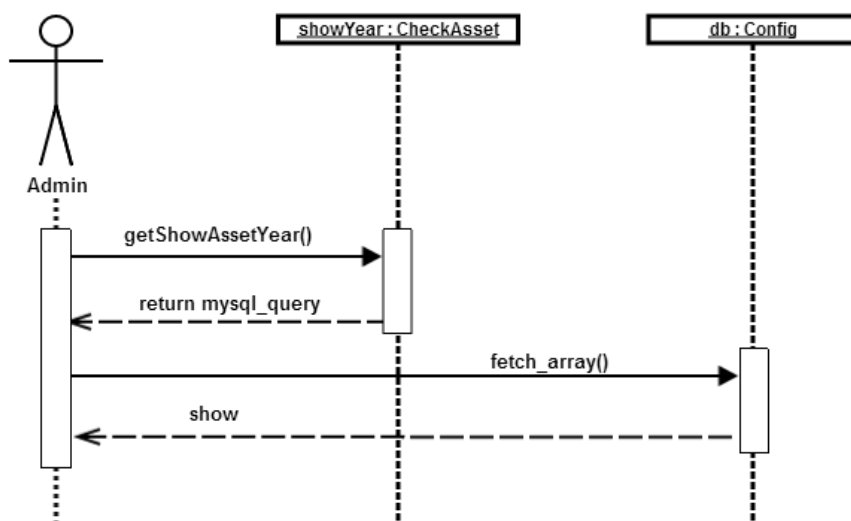 showYear : CheckAsset
db : Config
Admin
getShowAssetYear()
return mysql_query
fetch_array()
show